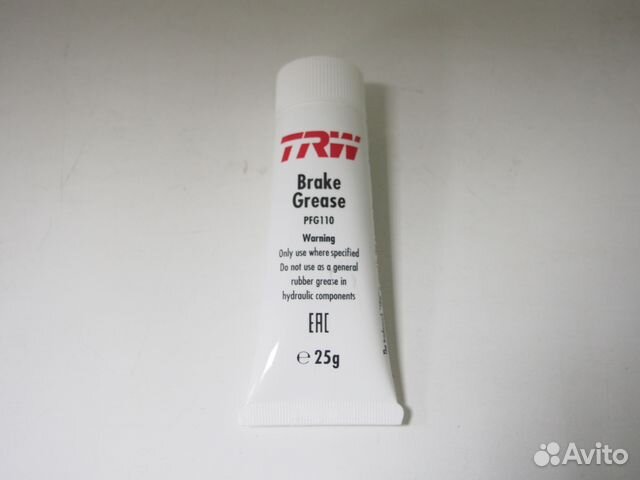 TRW
Brake
Grease
PFG110
Warning
Only use where specified
Do not use as a general
rubber grease in
hydraulic components
EAC
℮ 25g
Avito